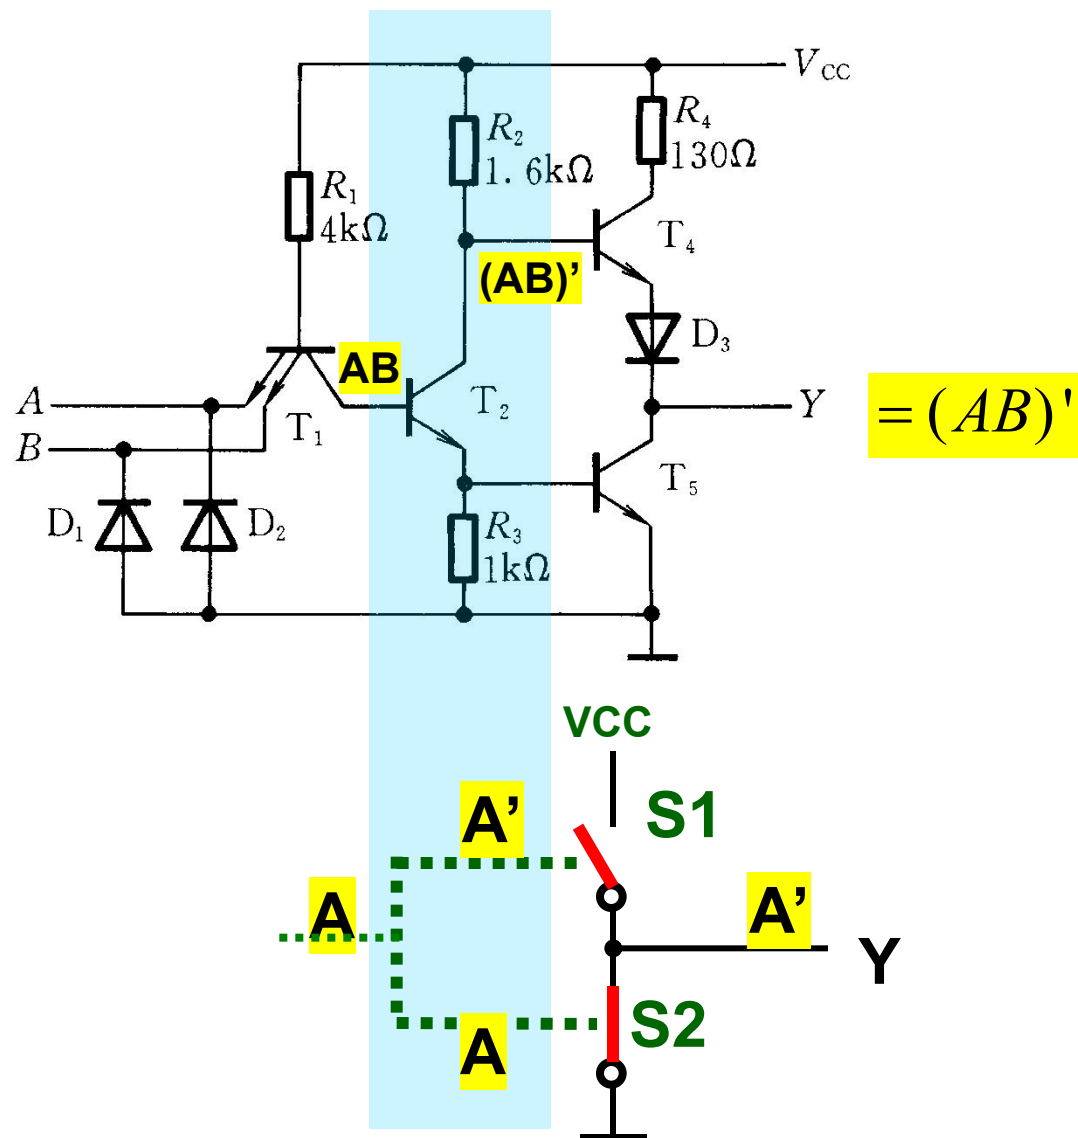 V_CC
R₂
1.6kΩ
R₄
130Ω
R₁
4kΩ
T₄
(AB)’
D₃
AB
A
T₁
T₂
Y
=(AB)'
B
T₅
D₁
D₂
R₃
1kΩ
VCC
A’
S1
A
A’
Y
A
S2